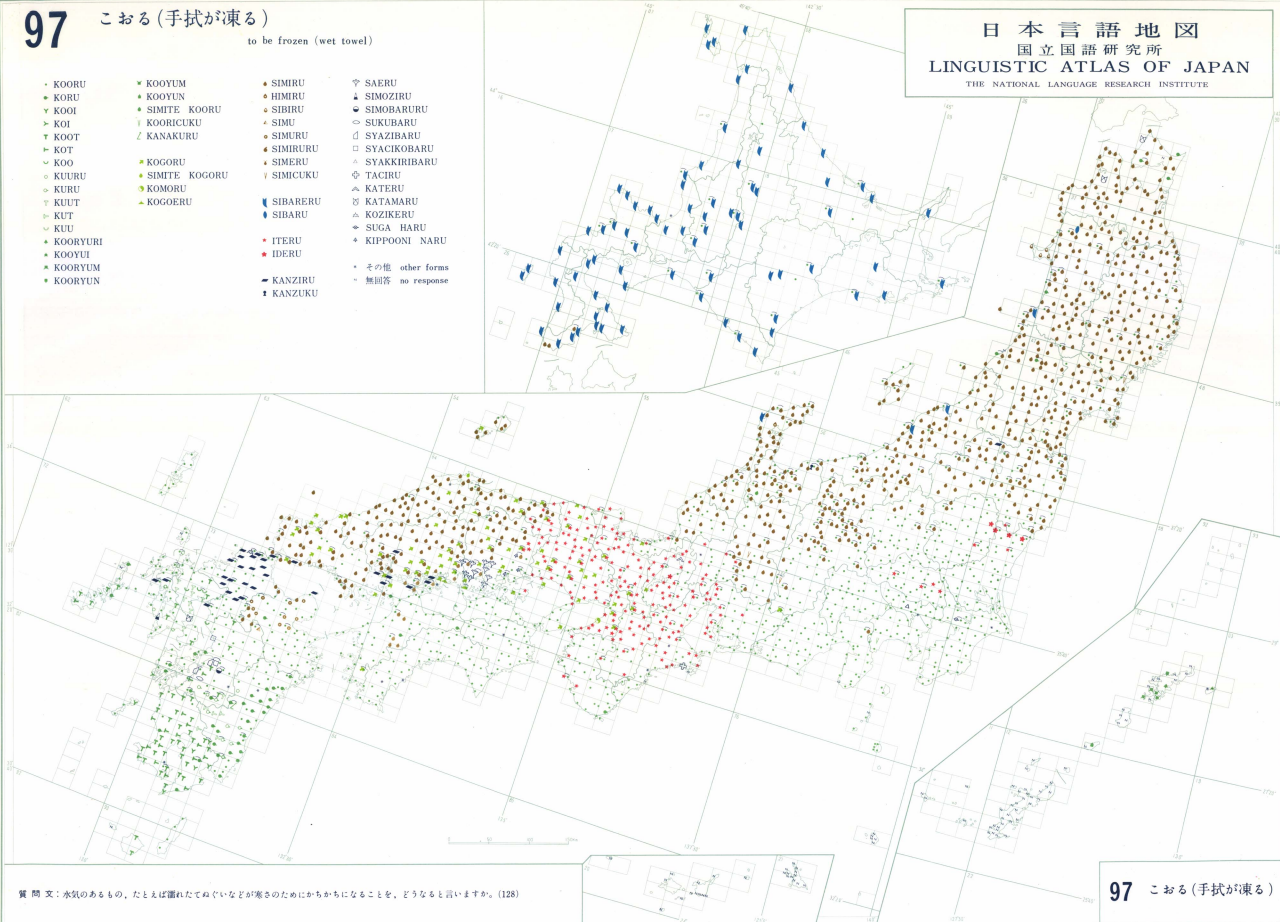 97
こおる(手拭が凍る)
to be frozen (wet towel)
日本言語地図
国立国語研究所
LINGUISTIC ATLAS OF JAPAN
THE NATIONAL LANGUAGE RESEARCH INSTITUTE
KOORU
KORU
KOOI
KOI
KOOT
KOT
KOO
KUURU
KURU
KUUT
KUT
KUU
KOORYURI
KOOYUI
KOORYUM
KOORYUN
KOOYUM
KOOYUN
SIMITE KOORU
KOORICUKU
KANAKURU
KOGORU
SIMITE KOGORU
KOMORU
KOGOERU
SIMIRU
HIMIRU
SIBIRU
SIMU
SIMURU
SIMIRURU
SIMERU
SIMICUKU
SIBARERU
SIBARU
ITERU
IDERU
KANZIRU
KANZUKU
SAERU
SIMOZIRU
SIMOBARURU
SUKUBARU
SYAZIBARU
SYACIKOBARU
SYAKKIRIBARU
TACIRU
KATERU
KATAMARU
KOZIKERU
SUGA HARU
KIPPOONI NARU
その他 other forms
無回答 no response
質問文:水気のあるもの,たとえば濡れたてぬぐいなどが寒さのためにかちかちになることを,どうなると言いますか。(128)
97 こおる(手拭が凍る)